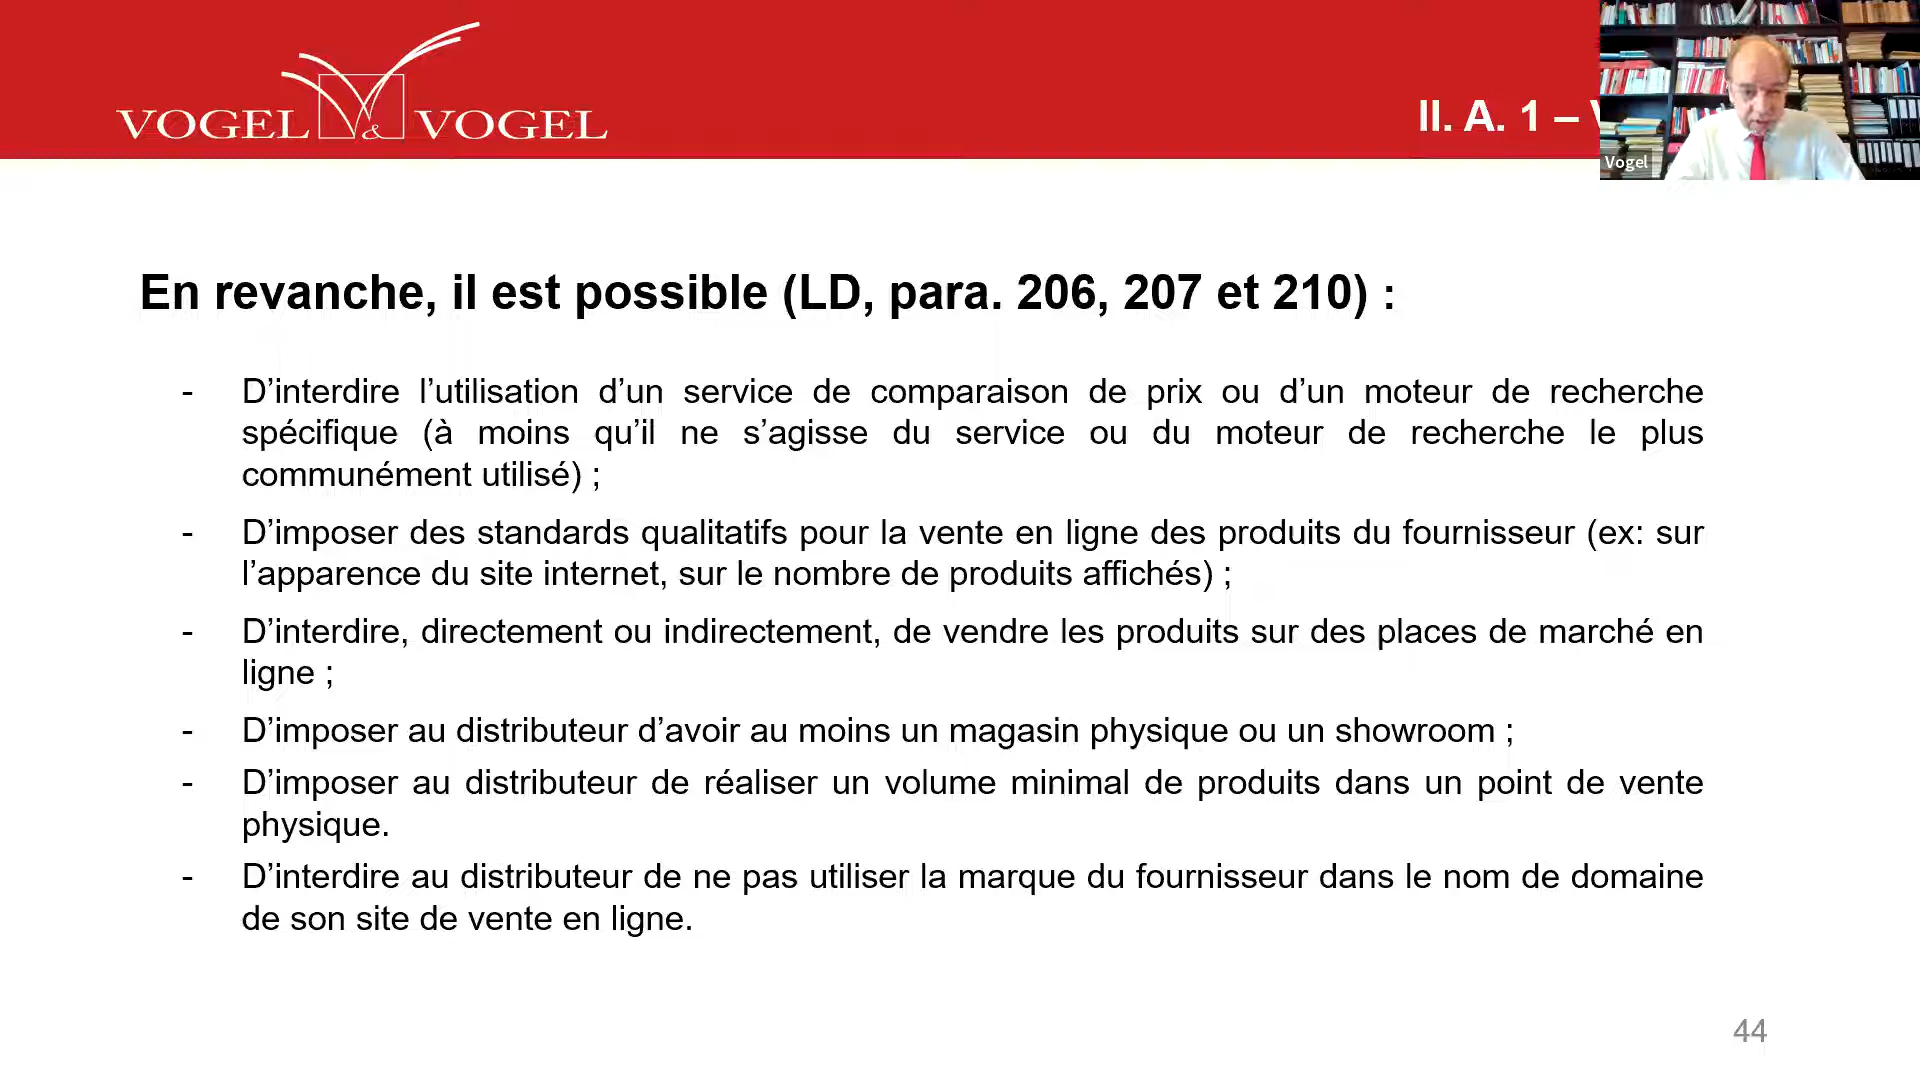 VOGEL & VOGEL
II. A. 1 –
Vogel
En revanche, il est possible (LD, para. 206, 207 et 210) :
- D’interdire l’utilisation d’un service de comparaison de prix ou d’un moteur de recherche
spécifique (à moins qu’il ne s’agisse du service ou du moteur de recherche le plus
communément utilisé) ;
- D’imposer des standards qualitatifs pour la vente en ligne des produits du fournisseur (ex: sur
l’apparence du site internet, sur le nombre de produits affichés) ;
- D’interdire, directement ou indirectement, de vendre les produits sur des places de marché en
ligne ;
- D’imposer au distributeur d’avoir au moins un magasin physique ou un showroom ;
- D’imposer au distributeur de réaliser un volume minimal de produits dans un point de vente
physique.
- D’interdire au distributeur de ne pas utiliser la marque du fournisseur dans le nom de domaine
de son site de vente en ligne.
44